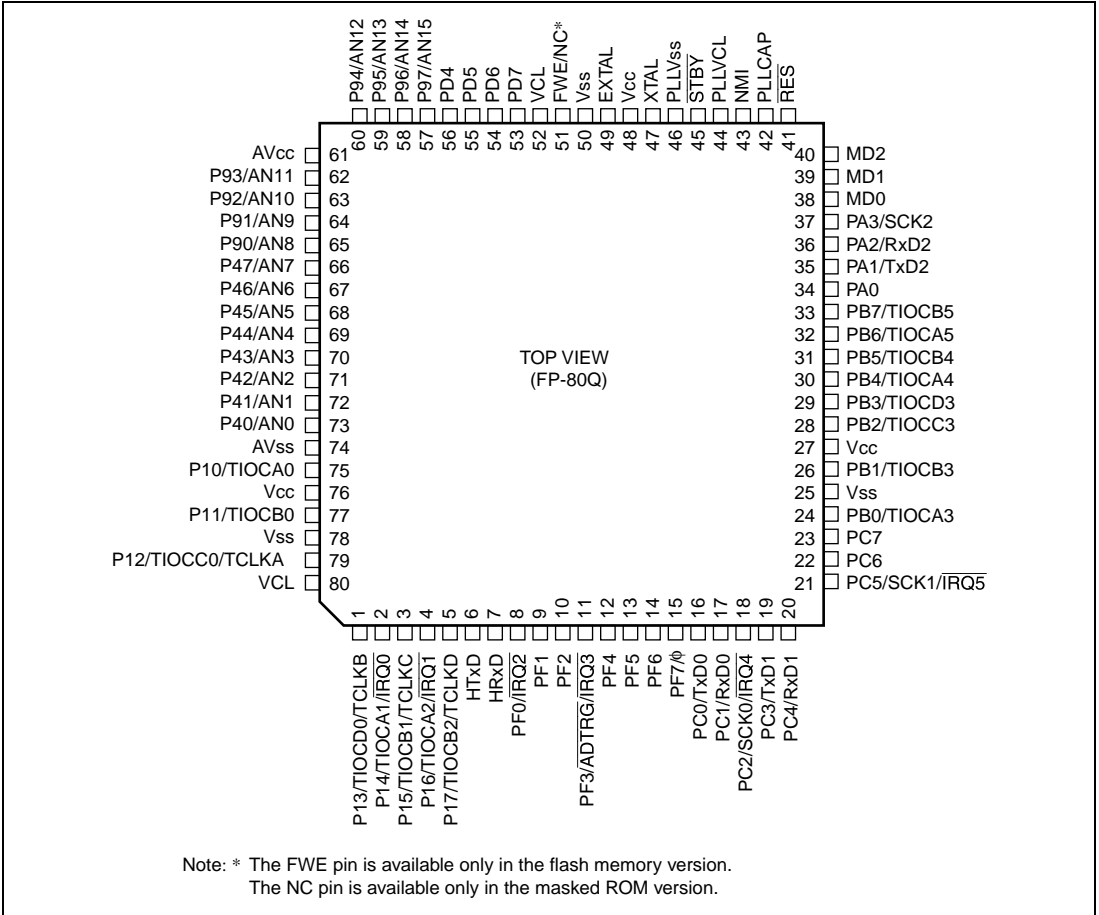 P94/AN12
P95/AN13
P96/AN14
P97/AN15
PD4
PD5
PD6
PD7
VCL
FWE/NC*
Vss
EXTAL
Vcc
XTAL
PLLVss
STBY
PLLVCL
NMI
PLLCAP
RES
60
59
58
57
56
55
54
53
52
51
50
49
48
47
46
45
44
43
42
41
AVcc 61
P93/AN11 62
P92/AN10 63
P91/AN9 64
P90/AN8 65
P47/AN7 66
P46/AN6 67
P45/AN5 68
P44/AN4 69
P43/AN3 70
P42/AN2 71
P41/AN1 72
P40/AN0 73
AVss 74
P10/TIOCA0 75
Vcc 76
P11/TIOCB0 77
Vss 78
P12/TIOCC0/TCLKA 79
VCL 80
TOP VIEW
(FP-80Q)
40 MD2
39 MD1
38 MD0
37 PA3/SCK2
36 PA2/RxD2
35 PA1/TxD2
34 PA0
33 PB7/TIOCB5
32 PB6/TIOCA5
31 PB5/TIOCB4
30 PB4/TIOCA4
29 PB3/TIOCD3
28 PB2/TIOCC3
27 Vcc
26 PB1/TIOCB3
25 Vss
24 PB0/TIOCA3
23 PC7
22 PC6
21 PC5/SCK1/IRQ5
1
2
3
4
5
6
7
8
9
10
11
12
13
14
15
16
17
18
19
20
P13/TIOCD0/TCLKB
P14/TIOCA1/IRQ0
P15/TIOCB1/TCLKC
P16/TIOCA2/IRQ1
P17/TIOCB2/TCLKD
HTxD
HRxD
PF0/IRQ2
PF1
PF2
PF3/ADTRG/IRQ3
PF4
PF5
PF6
PF7/ϕ
PC0/TxD0
PC1/RxD0
PC2/SCK0/IRQ4
PC3/TxD1
PC4/RxD1
Note: * The FWE pin is available only in the flash memory version.
The NC pin is available only in the masked ROM version.